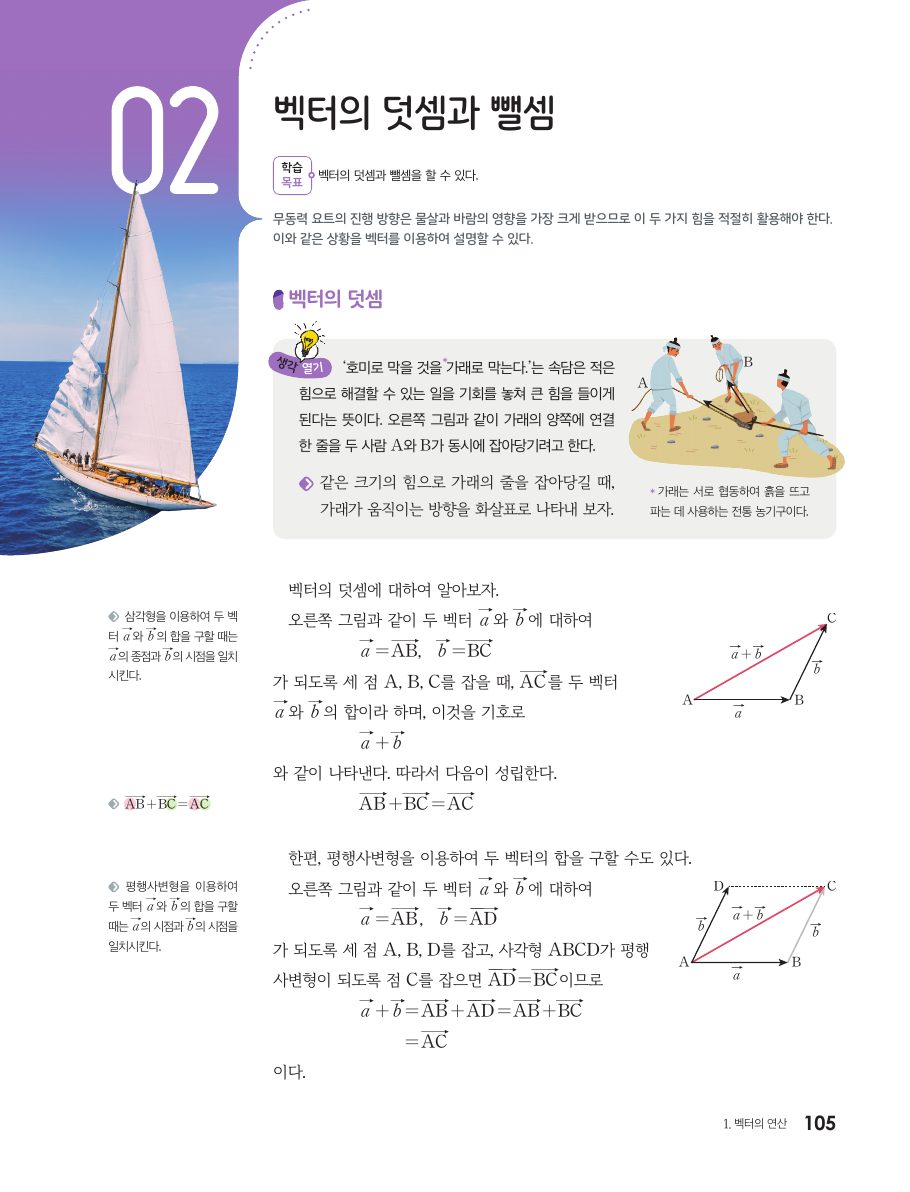 02
벡터의 덧셈과 뺄셈
학습
목표
벡터의 덧셈과 뺄셈을 할 수 있다.
무동력 요트의 진행 방향은 물살과 바람의 영향을 가장 크게 받으므로 이 두 가지 힘을 적절히 활용해야 한다.
이와 같은 상황을 벡터를 이용하여 설명할 수 있다.
벡터의 덧셈
생각 열기
‘호미로 막을 것을 *가래로 막는다.’는 속담은 적은
힘으로 해결할 수 있는 일을 기회를 놓쳐 큰 힘을 들이게
된다는 뜻이다. 오른쪽 그림과 같이 가래의 양쪽에 연결
한 줄을 두 사람 A와 B가 동시에 잡아당기려고 한다.
같은 크기의 힘으로 가래의 줄을 잡아당길 때,
가래가 움직이는 방향을 화살표로 나타내 보자.
A
B
* 가래는 서로 협동하여 흙을 뜨고
파는 데 사용하는 전통 농기구이다.
벡터의 덧셈에 대하여 알아보자.
오른쪽 그림과 같이 두 벡터 a⃗와 b⃗에 대하여
a⃗=AB⃗, b⃗=BC⃗
가 되도록 세 점 A, B, C를 잡을 때, AC⃗를 두 벡터
a⃗와 b⃗의 합이라 하며, 이것을 기호로
a⃗+b⃗
와 같이 나타낸다. 따라서 다음이 성립한다.
AB⃗+BC⃗=AC⃗
삼각형을 이용하여 두 벡
터 a⃗와 b⃗의 합을 구할 때는
a⃗의 종점과 b⃗의 시점을 일치
시킨다.
AB⃗+BC⃗=AC⃗
C
a⃗+b⃗
b⃗
A
B
a⃗
한편, 평행사변형을 이용하여 두 벡터의 합을 구할 수도 있다.
오른쪽 그림과 같이 두 벡터 a⃗와 b⃗에 대하여
a⃗=AB⃗, b⃗=AD⃗
가 되도록 세 점 A, B, D를 잡고, 사각형 ABCD가 평행
사변형이 되도록 점 C를 잡으면 AD⃗=BC⃗이므로
a⃗+b⃗=AB⃗+AD⃗=AB⃗+BC⃗
=AC⃗
이다.
평행사변형을 이용하여
두 벡터 a⃗와 b⃗의 합을 구할
때는 a⃗의 시점과 b⃗의 시점을
일치시킨다.
D
C
a⃗+b⃗
b⃗
b⃗
A
B
a⃗
1. 벡터의 연산 105